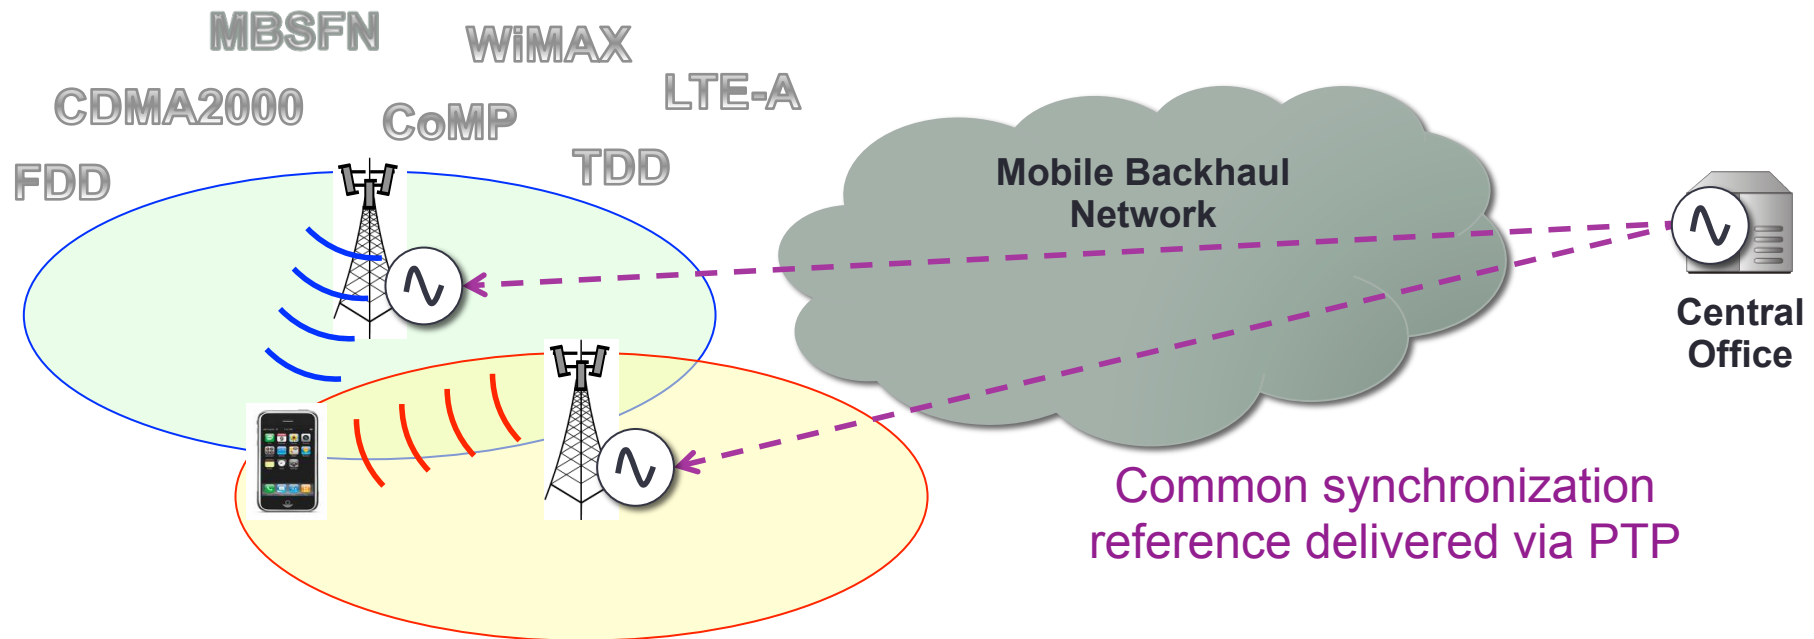 MBSFN
WiMAX
LTE-A
CDMA2000
CoMP
TDD
FDD
Mobile Backhaul
Network
Central
Office
Common synchronization
reference delivered via PTP